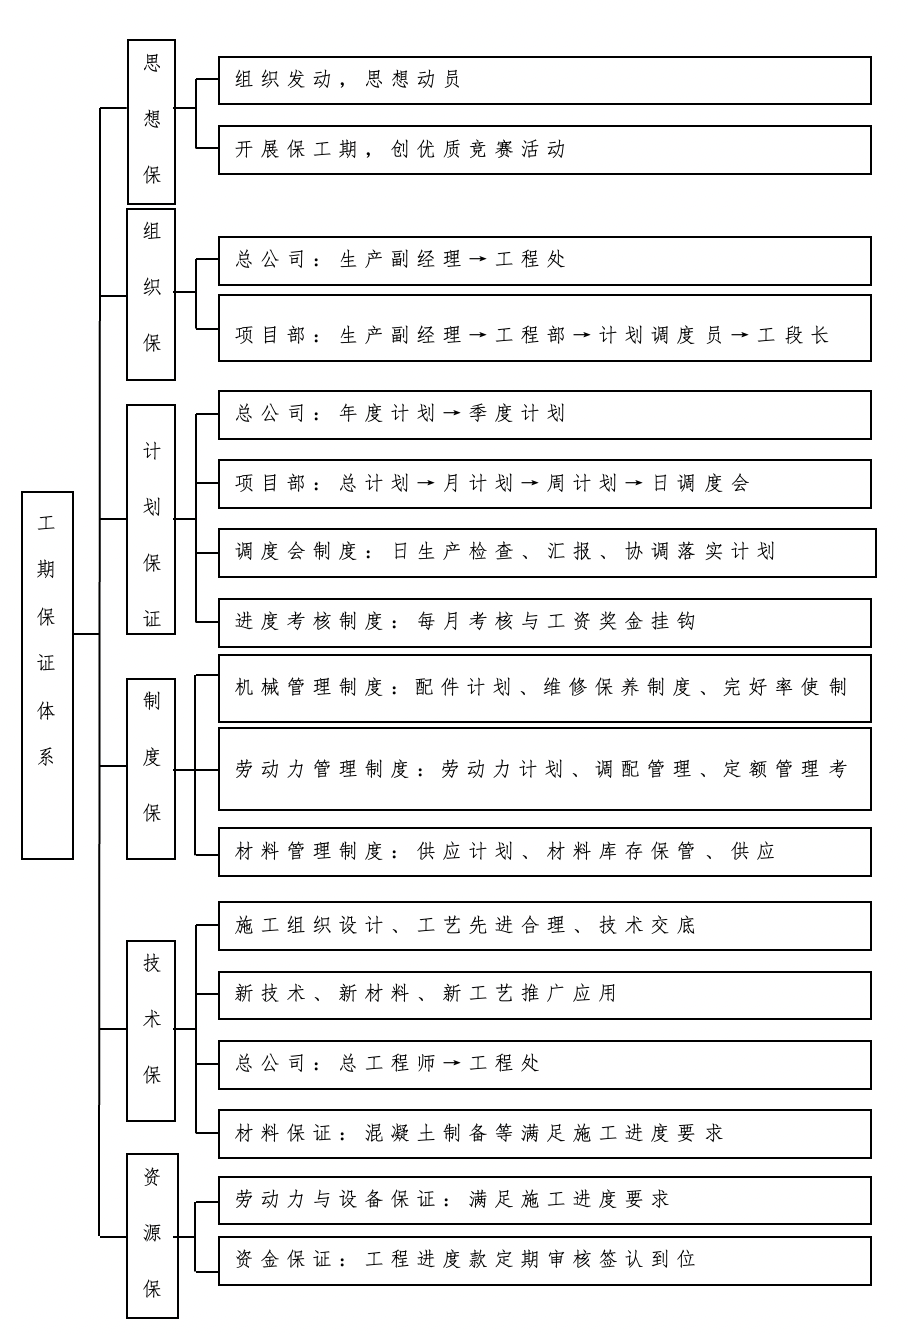 工期保证体系
思想保
组织发动，思想动员
开展保工期，创优质竞赛活动
组织保
总公司：生产副经理→工程处
项目部：生产副经理→工程部→计划调度员→工段长
计划保证
总公司：年度计划→季度计划
项目部：总计划→月计划→周计划→日调度会
调度会制度：日生产检查、汇报、协调落实计划
进度考核制度：每月考核与工资奖金挂钩
制度保
机械管理制度：配件计划、维修保养制度、完好率使制
劳动力管理制度：劳动力计划、调配管理、定额管理考
材料管理制度：供应计划、材料库存保管、供应
技术保
施工组织设计、工艺先进合理、技术交底
新技术、新材料、新工艺推广应用
总公司：总工程师→工程处
材料保证：混凝土制备等满足施工进度要求
资源保
劳动力与设备保证：满足施工进度要求
资金保证：工程进度款定期审核签认到位